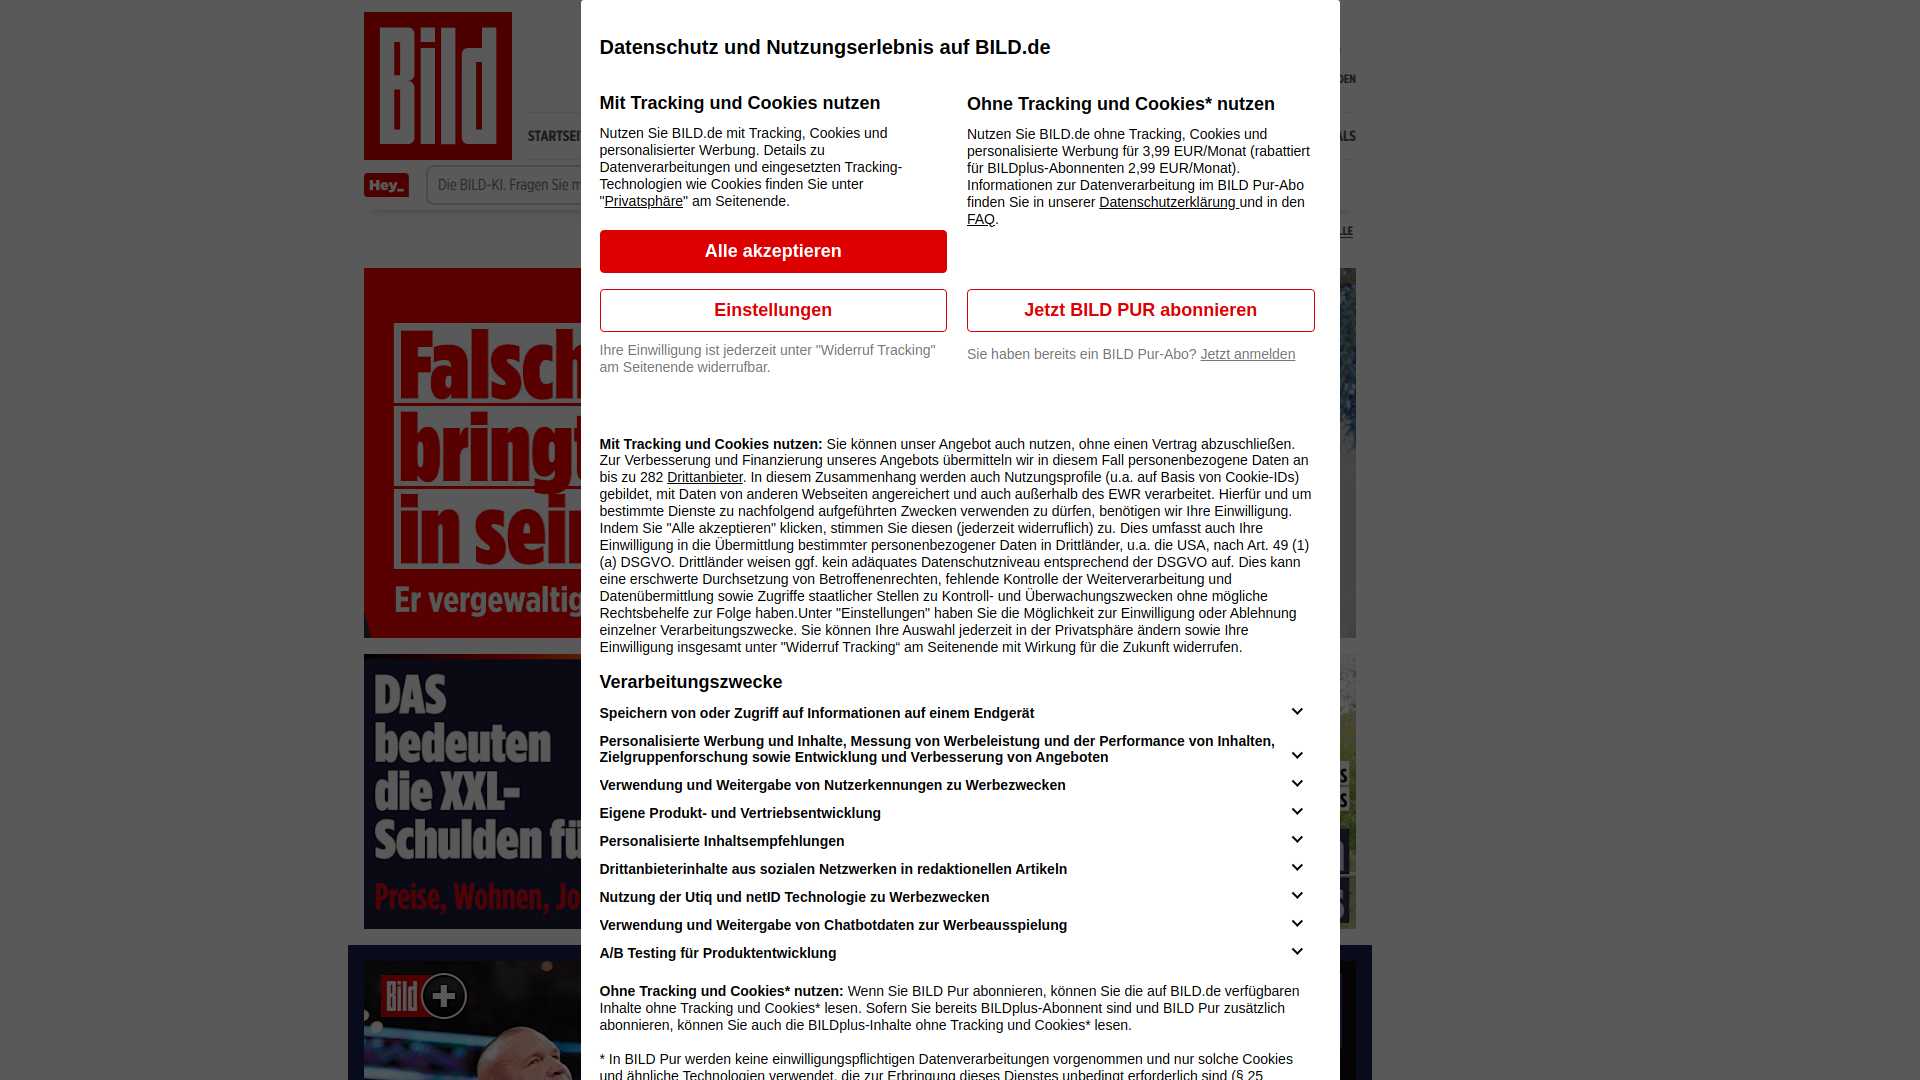 Bild
Datenschutz und Nutzungserlebnis auf BILD.de
Mit Tracking und Cookies nutzen
Nutzen Sie BILD.de mit Tracking, Cookies und
personalisierter Werbung. Details zu
Datenverarbeitungen und eingesetzten Tracking-
Technologien wie Cookies finden Sie unter
"Privatsphäre" am Seitenende.
Alle akzeptieren
Einstellungen
Ihre Einwilligung ist jederzeit unter "Widerruf Tracking"
am Seitenende widerrufbar.
Ohne Tracking und Cookies* nutzen
Nutzen Sie BILD.de ohne Tracking, Cookies und
personalisierte Werbung für 3,99 EUR/Monat (rabattiert
für BILDplus-Abonnenten 2,99 EUR/Monat).
Informationen zur Datenverarbeitung im BILD Pur-Abo
finden Sie in unserer Datenschutzerklärung und in den
FAQ.
Jetzt BILD PUR abonnieren
Sie haben bereits ein BILD Pur-Abo? Jetzt anmelden
Mit Tracking und Cookies nutzen: Sie können unser Angebot auch nutzen, ohne einen Vertrag abzuschließen.
Zur Verbesserung und Finanzierung unseres Angebots übermitteln wir in diesem Fall personenbezogene Daten an
bis zu 282 Drittanbieter. In diesem Zusammenhang werden auch Nutzungsprofile (u.a. auf Basis von Cookie-IDs)
gebildet, mit Daten von anderen Webseiten angereichert und auch außerhalb des EWR verarbeitet. Hierfür und um
bestimmte Dienste zu nachfolgend aufgeführten Zwecken verwenden zu dürfen, benötigen wir Ihre Einwilligung.
Indem Sie "Alle akzeptieren" klicken, stimmen Sie diesen (jederzeit widerruflich) zu. Dies umfasst auch Ihre
Einwilligung in die Übermittlung bestimmter personenbezogener Daten in Drittländer, u.a. die USA, nach Art. 49 (1)
(a) DSGVO. Drittländer weisen ggf. kein adäquates Datenschutzniveau entsprechend der DSGVO auf. Dies kann
eine erschwerte Durchsetzung von Betroffenenrechten, fehlende Kontrolle der Weiterverarbeitung und
Datenübermittlung sowie Zugriffe staatlicher Stellen zu Kontroll- und Überwachungszwecken ohne mögliche
Rechtsbehelfe zur Folge haben.Unter "Einstellungen" haben Sie die Möglichkeit zur Einwilligung oder Ablehnung
einzelner Verarbeitungszwecke. Sie können Ihre Auswahl jederzeit in der Privatsphäre ändern sowie Ihre
Einwilligung insgesamt unter "Widerruf Tracking“ am Seitenende mit Wirkung für die Zukunft widerrufen.
Verarbeitungszwecke
Speichern von oder Zugriff auf Informationen auf einem Endgerät
Personalisierte Werbung und Inhalte, Messung von Werbeleistung und der Performance von Inhalten,
Zielgruppenforschung sowie Entwicklung und Verbesserung von Angeboten
Verwendung und Weitergabe von Nutzerkennungen zu Werbezwecken
Eigene Produkt- und Vertriebsentwicklung
Personalisierte Inhaltsempfehlungen
Drittanbieterinhalte aus sozialen Netzwerken in redaktionellen Artikeln
Nutzung der Utiq und netID Technologie zu Werbezwecken
Verwendung und Weitergabe von Chatbotdaten zur Werbeausspielung
A/B Testing für Produktentwicklung
Ohne Tracking und Cookies* nutzen: Wenn Sie BILD Pur abonnieren, können Sie die auf BILD.de verfügbaren
Inhalte ohne Tracking und Cookies* lesen. Sofern Sie bereits BILDplus-Abonnent sind und BILD Pur zusätzlich
abonnieren, können Sie auch die BILDplus-Inhalte ohne Tracking und Cookies* lesen.
* In BILD Pur werden keine einwilligungspflichtigen Datenverarbeitungen vorgenommen und nur solche Cookies
und ähnliche Technologien verwendet, die zur Erbringung dieses Dienstes unbedingt erforderlich sind (§ 25
STARTSEI
Hey_
Die BILD-KI. Fragen Sie m
Falsch
bringt
in sein
Er vergewaltig
DAS
bedeuten
die XXL-
Schulden fü
Preise, Wohnen, Jo
Bild +